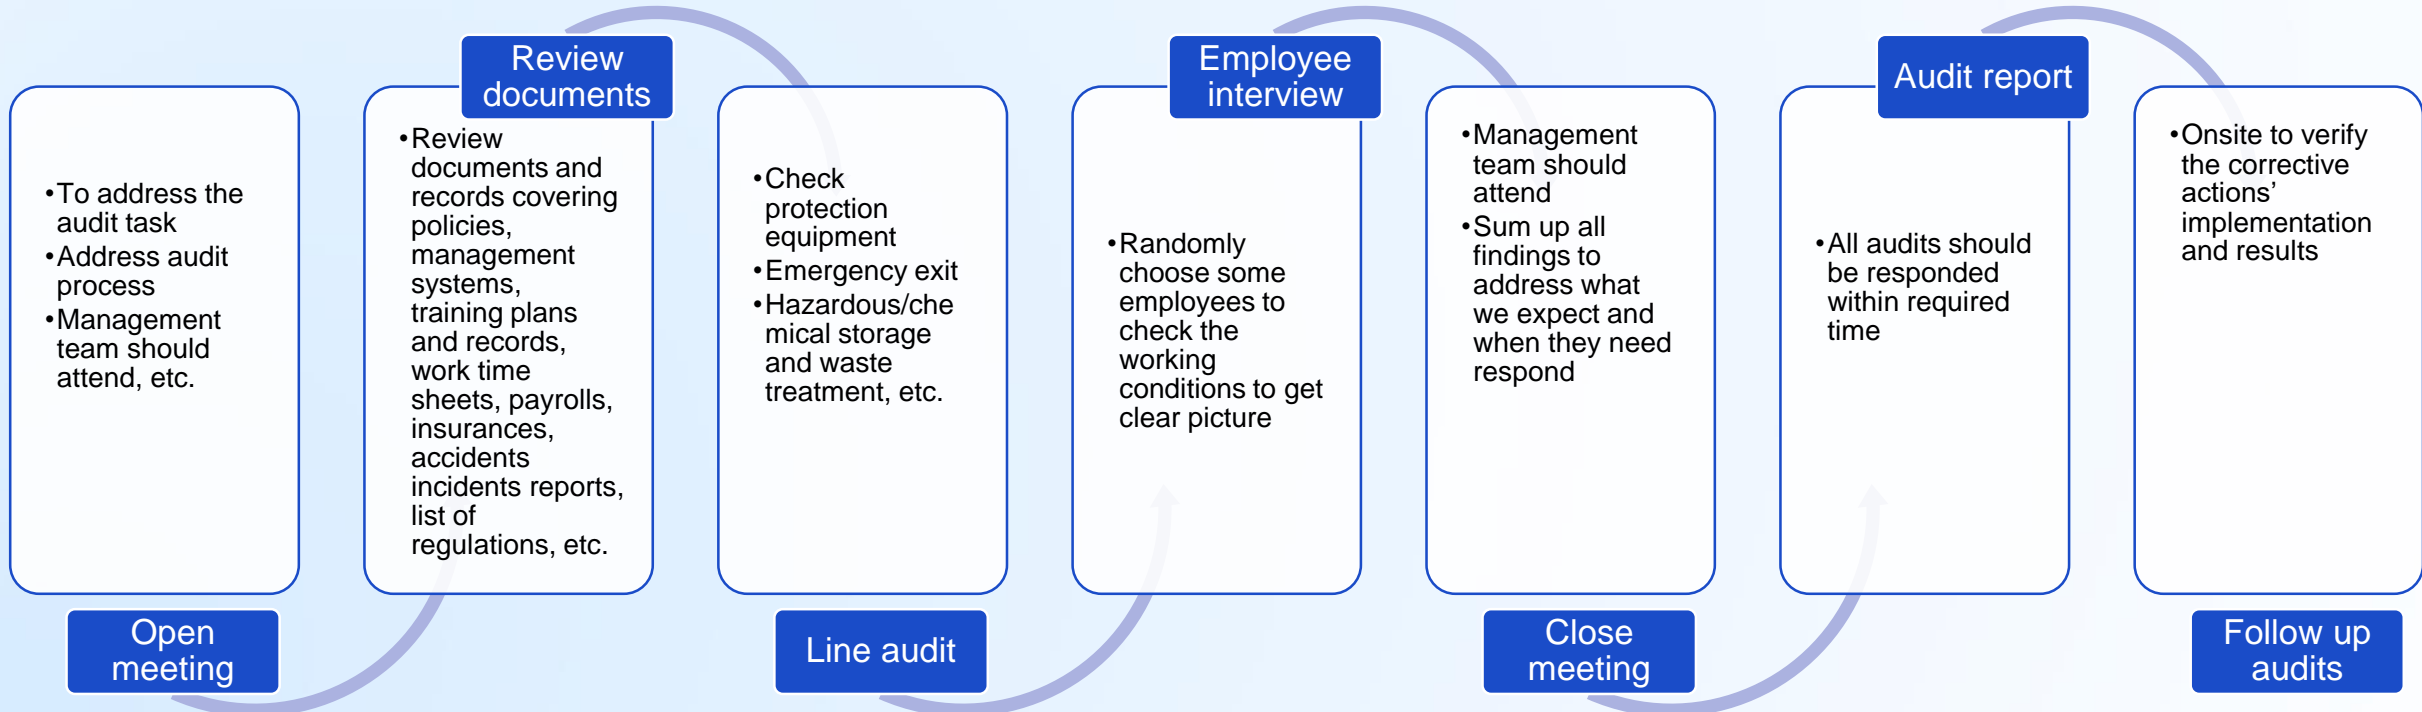 •To address the
audit task
•Address audit
process
•Management
team should
attend, etc.
Open
meeting
Review
documents
•Review
documents and
records covering
policies,
management
systems,
training plans
and records,
work time
sheets, payrolls,
insurances,
accidents
incidents reports,
list of
regulations, etc.
•Check
protection
equipment
•Emergency exit
•Hazardous/che
mical storage
and waste
treatment, etc.
Line audit
Employee
interview
•Randomly
choose some
employees to
check the
working
conditions to get
clear picture
•Management
team should
attend
•Sum up all
findings to
address what
we expect and
when they need
respond
Close
meeting
Audit report
•All audits should
be responded
within required
time
•Onsite to verify
the corrective
actions’
implementation
and results
Follow up
audits